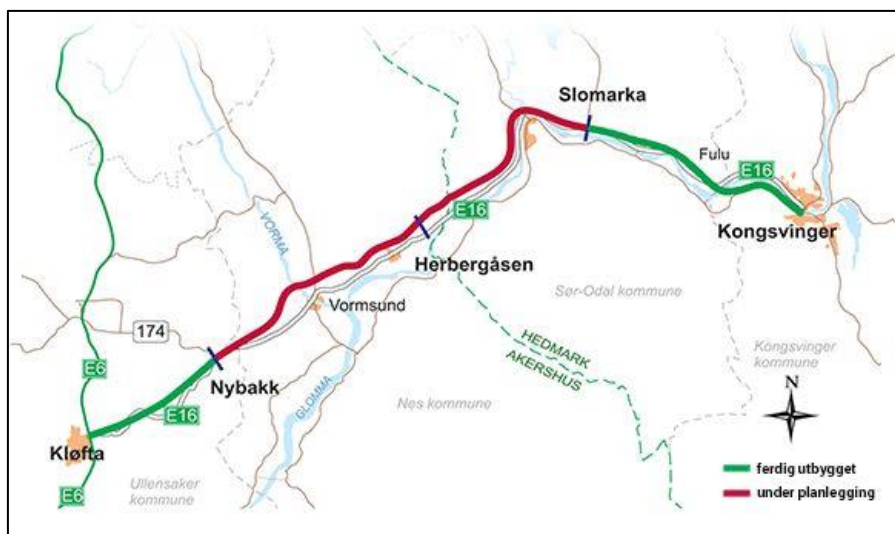 Slomarka
Fulu
E16
Kongsvinger
E16
Herbergåsen
VORMA
Vormsund
Sør-Odal kommune
174
HEDMARK
AKERSHUS
Kongsvinger
kommune
E6
Nybakk
E16
GLOMMA
Nes kommune
N
Kløfta
Ullensaker
kommune
E6
ferdig utbygget
under planlegging